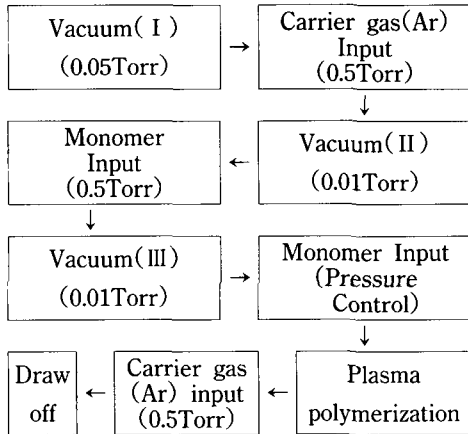 Vacuum(Ⅰ)
(0.05Torr)
→
Carrier gas(Ar)
Input
(0.5Torr)
↓
Vacuum(Ⅱ)
(0.01Torr)
←
Monomer
Input
(0.5Torr)
↓
Vacuum(Ⅲ)
(0.01Torr)
→
Monomer Input
(Pressure
Control)
↓
Plasma
polymerization
←
Carrier gas
(Ar) input
(0.5Torr)
←
Draw
off